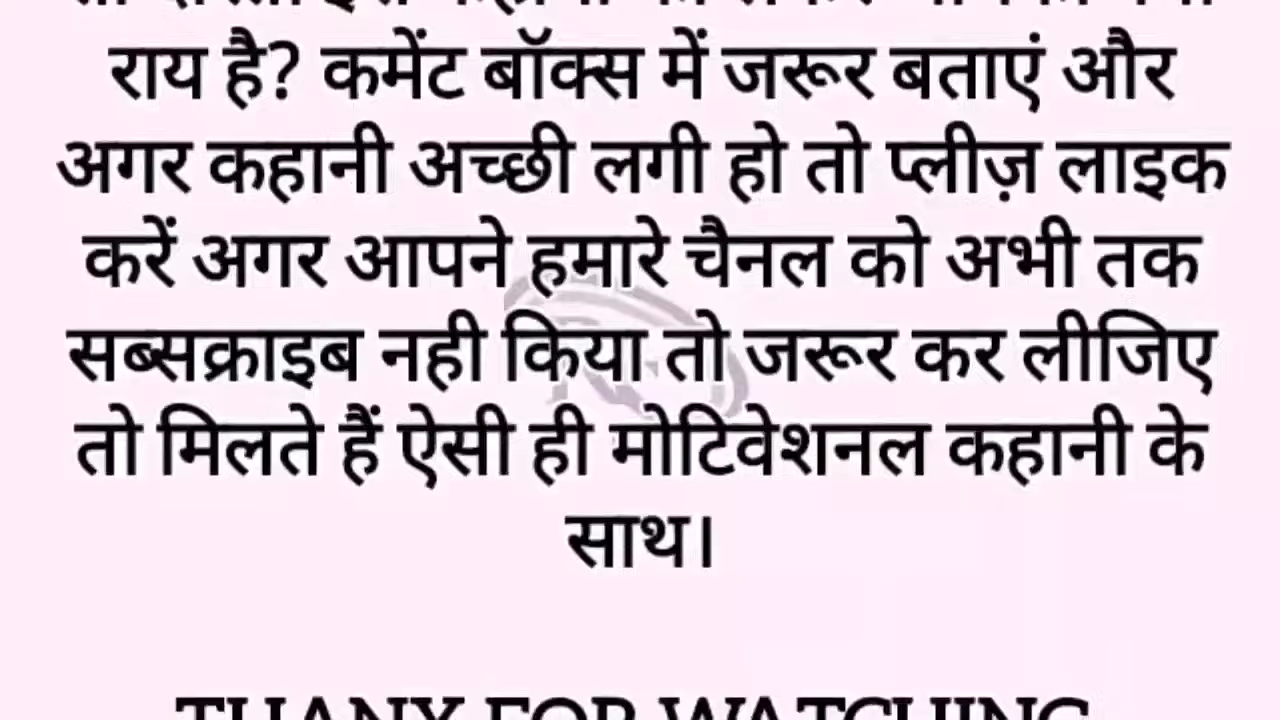 राय है? कमेंट बॉक्स में जरूर बताएं और
अगर कहानी अच्छी लगी हो तो प्लीज़ लाइक
करें अगर आपने हमारे चैनल को अभी तक
सब्सक्राइब नही किया तो जरूर कर लीजिए
तो मिलते हैं ऐसी ही मोटिवेशनल कहानी के
साथ।
THANY FOR WATCHING